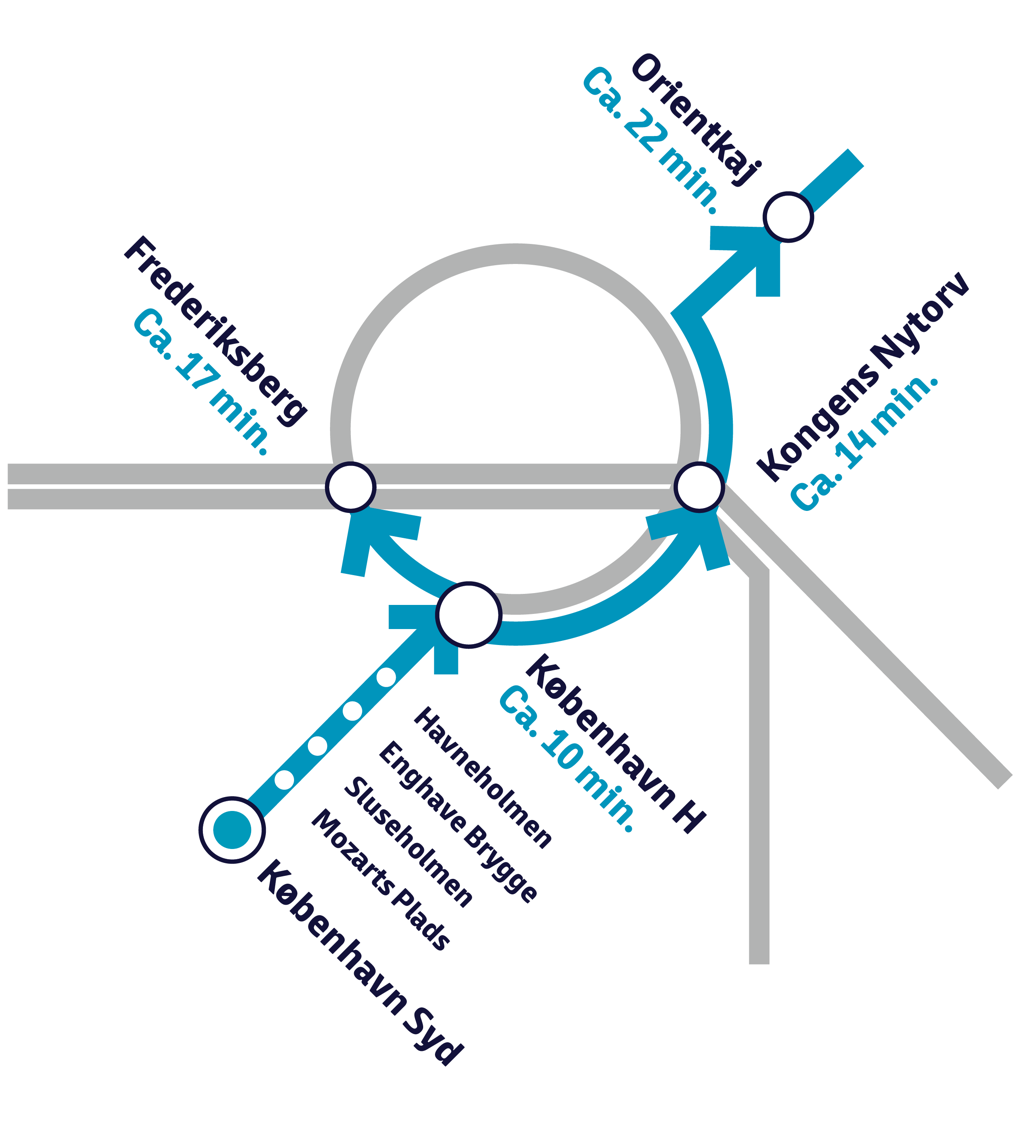 Orientkaj
Ca. 22 min.
Frederiksberg
Ca. 17 min.
Kongens Nytorv
Ca. 14 min.
København H
Ca. 10 min.
Havneholmen
Enghave Brygge
Sluseholmen
Mozarts Plads
København Syd